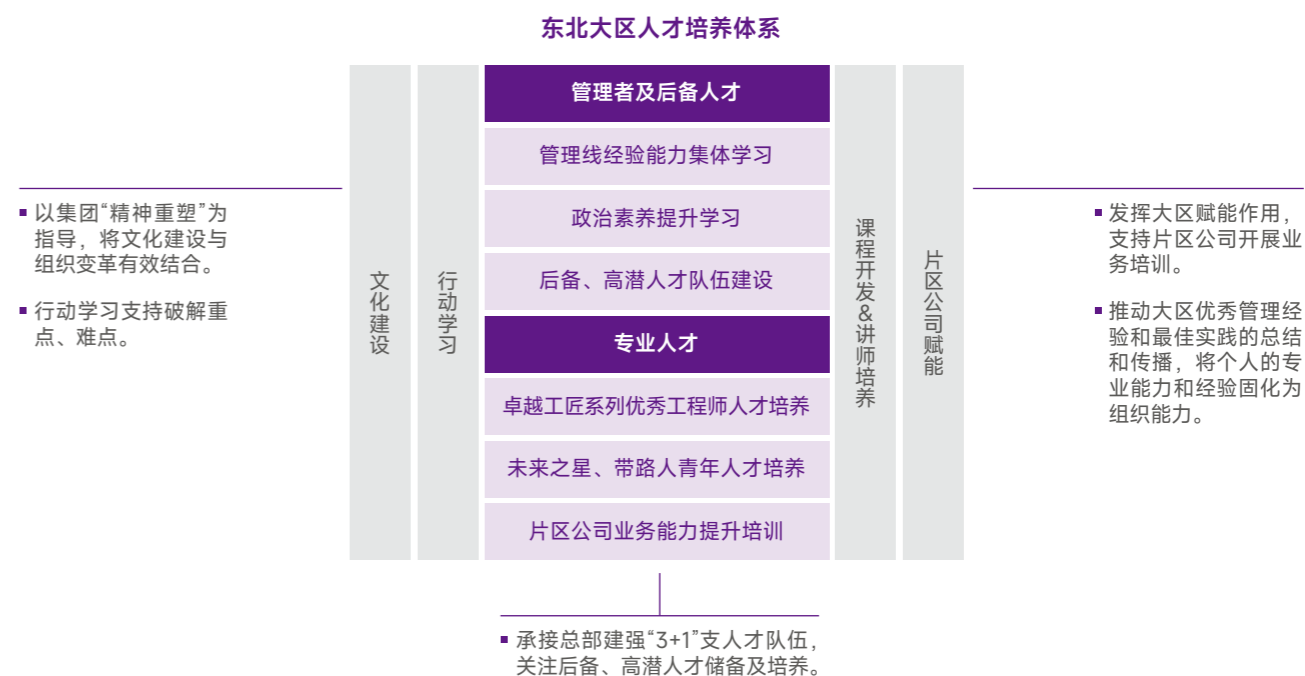 东北大区人才培养体系
■ 以集团“精神重塑”为
指导，将文化建设与
组织变革有效结合。
■ 行动学习支持破解重
点、难点。
文化建设
行动学习
管理者及后备人才
管理线经验能力集体学习
政治素养提升学习
后备、高潜人才队伍建设
专业人才
卓越工匠系列优秀工程师人才培养
未来之星、带路人青年人才培养
片区公司业务能力提升培训
课程开发&讲师培养
片区公司赋能
■ 发挥大区赋能作用，
支持片区公司开展业
务培训。
■ 推动大区优秀管理经
验和最佳实践的总结
和传播，将个人的专
业能力和经验固化为
组织能力。
■ 承接总部建强“3+1”支人才队伍，
关注后备、高潜人才储备及培养。